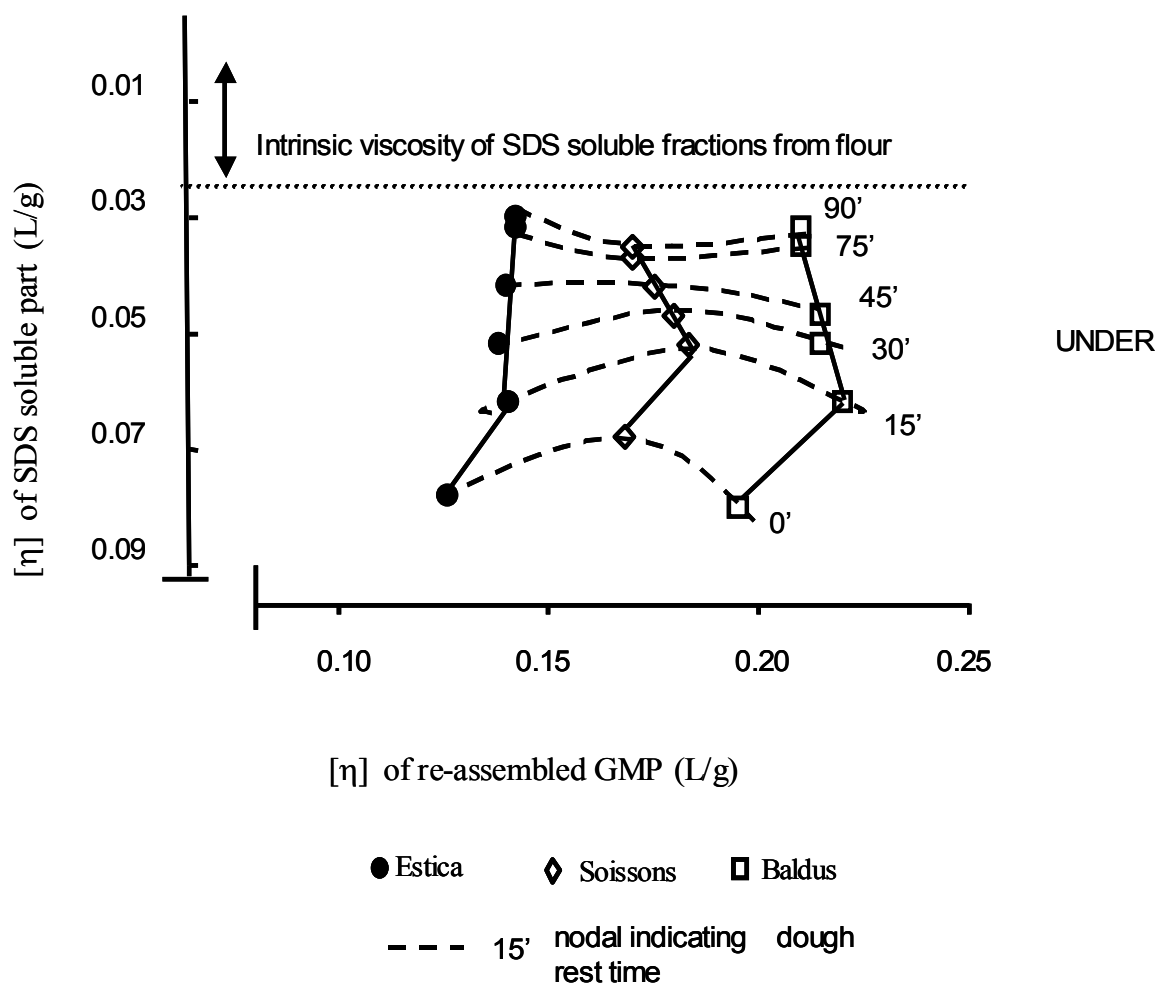 0.01
Intrinsic viscosity of SDS soluble fractions from flour
0.03
90’
75’
0.05
45’
30’
UNDER
15’
0.07
0’
0.09
[η] of SDS soluble part (L/g)
0.10 0.15 0.20 0.25
[η] of re-assembled GMP (L/g)
Estica Soissons Baldus
15’ nodal indicating dough
rest time